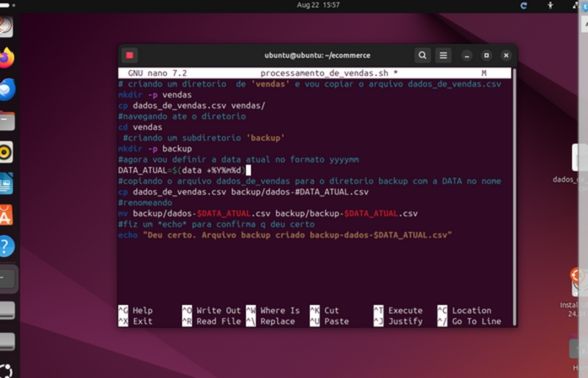 Aug 22 15:57
ubuntu@ubuntu: ~/ecommerce
GNU nano 7.2 processamento_de_vendas.sh * M
# criando um diretorio de 'vendas' e vou copiar o arquivo dados_de_vendas.csv
mkdir -p vendas
cp dados_de_vendas.csv vendas/
#navegando ate o diretorio
cd vendas
#criando um subdiretorio 'backup'
mkdir -p backup
#agora vou definir a data atual no formato yyyymm
DATA_ATUAL=$(data +%Y%m%d)
#copiando o arquivo dados_de_vendas para o diretorio backup com a DATA no nome
cp dados_de_vendas.csv backup/dados-#DATA_ATUAL.csv
#renomeando
mv backup/dados-$DATA_ATUAL.csv backup/backup-$DATA_ATUAL.csv
#fiz um *echo* para confirma q deu certo
echo "Deu certo. Arquivo backup criado backup-dados-$DATA_ATUAL.csv"
^G Help ^O Write Out ^W Where Is ^K Cut ^T Execute ^C Location
^X Exit ^R Read File ^\ Replace ^U Paste ^J Justify ^/ Go To Line
dados_de
Instal
24.
H